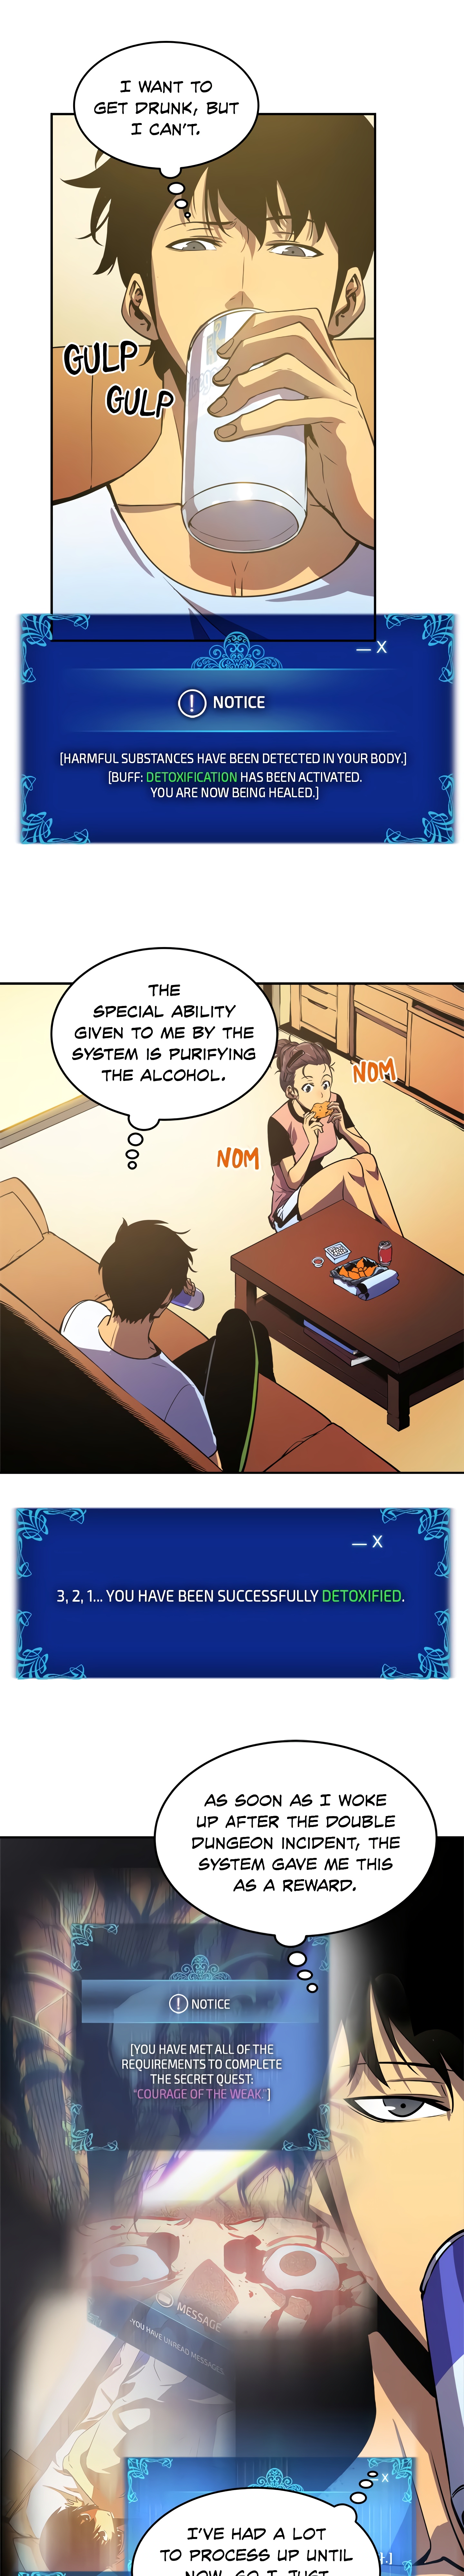 I WANT TO
GET DRUNK, BUT
I CAN'T.
GULP
GULP
— X
! NOTICE
[HARMFUL SUBSTANCES HAVE BEEN DETECTED IN YOUR BODY.]
[BUFF: DETOXIFICATION HAS BEEN ACTIVATED.
YOU ARE NOW BEING HEALED.]
THE
SPECIAL ABILITY
GIVEN TO ME BY THE
SYSTEM IS PURIFYING
THE ALCOHOL.
NOM
NOM
— X
3, 2, 1... YOU HAVE BEEN SUCCESSFULLY DETOXIFIED.
AS SOON AS I WOKE
UP AFTER THE DOUBLE
DUNGEON INCIDENT, THE
SYSTEM GAVE ME THIS
AS A REWARD.
! NOTICE
[YOU HAVE MET ALL OF THE
REQUIREMENTS TO COMPLETE
THE SECRET QUEST:
"COURAGE OF THE WEAK."]
MESSAGE
YOU HAVE UNREAD MESSAGES
X
I'VE HAD A LOT
TO PROCESS UP UNTIL
NOW, SO I JUST